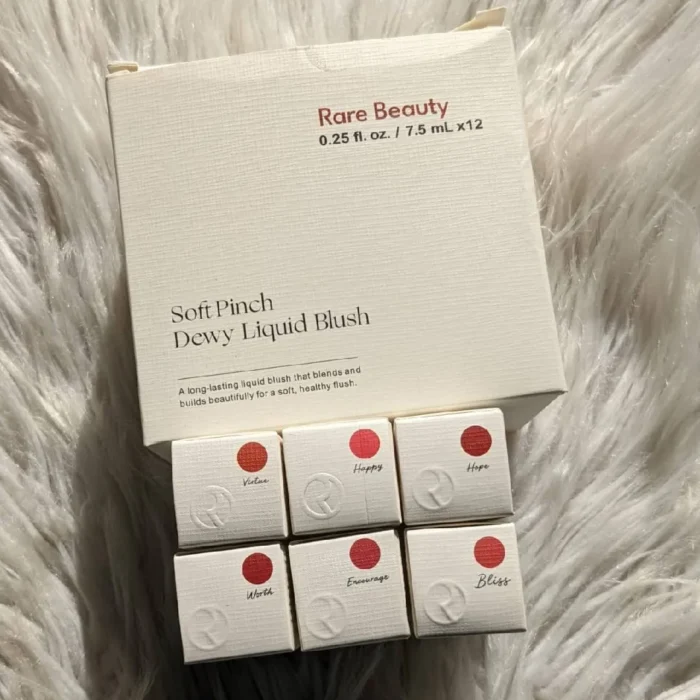 Rare Beauty
0.25 fl. oz. / 7.5 mL x12
Soft Pinch
Dewy Liquid Blush
A long-lasting liquid blush that blends and
builds beautifully for a soft, healthy flush.
Virtue
Happy
Hope
Worth
Encourage
Bliss